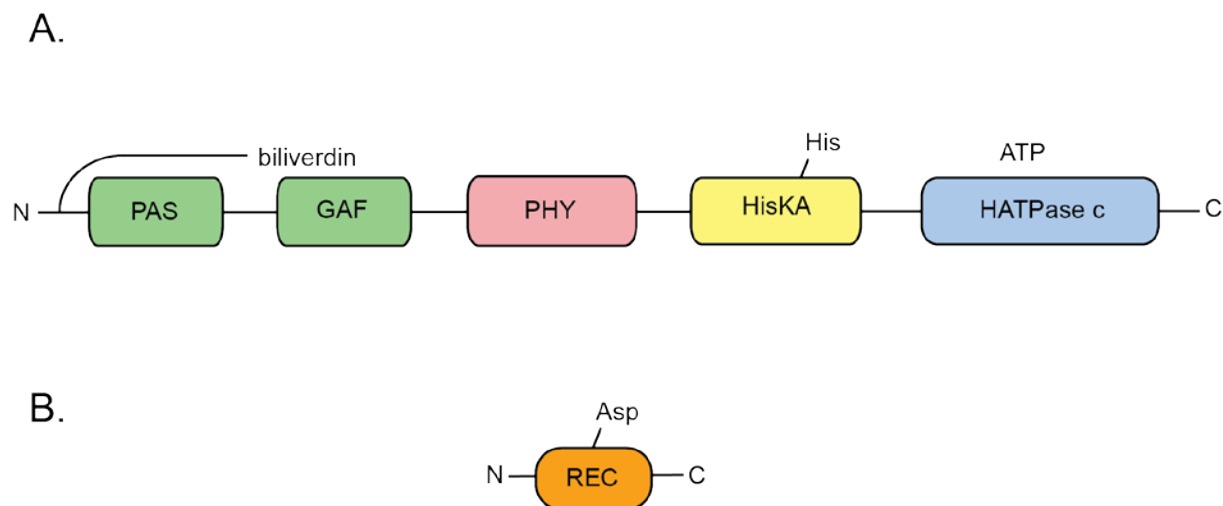 A.
biliverdin
His
ATP
N PAS GAF PHY HisKA HATPase c C
B.
Asp
N REC C